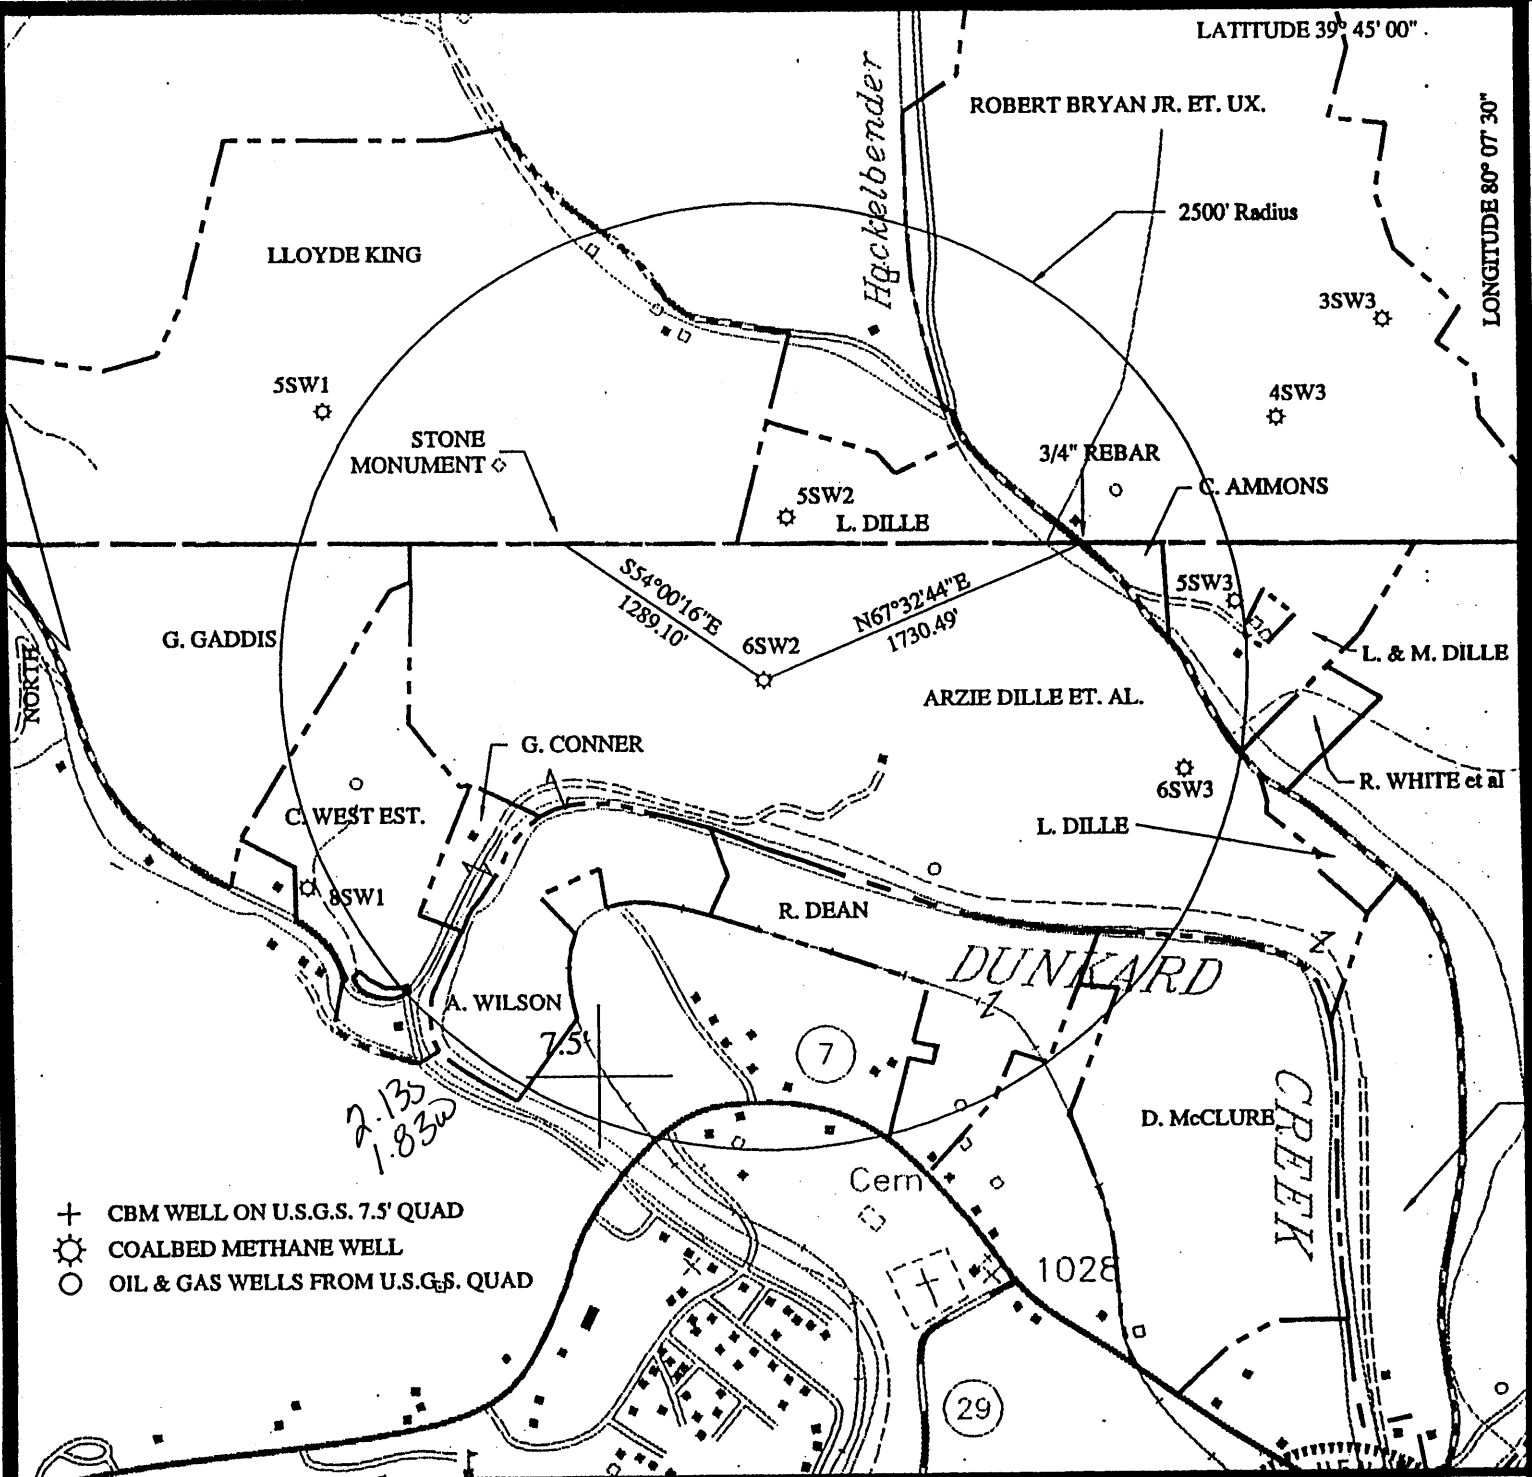 LATITUDE 39° 45' 00"
LONGITUDE 80° 07' 30"
Hackelbender
ROBERT BRYAN JR. ET. UX.
2500' Radius
LLOYDE KING
3SW3
5SW1
4SW3
STONE
MONUMENT
3/4" REBAR
5SW2
L. DILLE
C. AMMONS
S54°00'16"E
1289.10'
N67°32'44"E
1730.49'
5SW3
G. GADDIS
6SW2
NORTH
L. & M. DILLE
ARZIE DILLE ET. AL.
G. CONNER
6SW3
R. WHITE et al
C. WEST EST.
L. DILLE
8SW1
R. DEAN
DUNKARD
A. WILSON
7.5'
7
2.13s
1.83w
D. McCLURE
CREEK
Cem
CBM WELL ON U.S.G.S. 7.5' QUAD
COALBED METHANE WELL
OIL & GAS WELLS FROM U.S.G.S. QUAD
1028
29